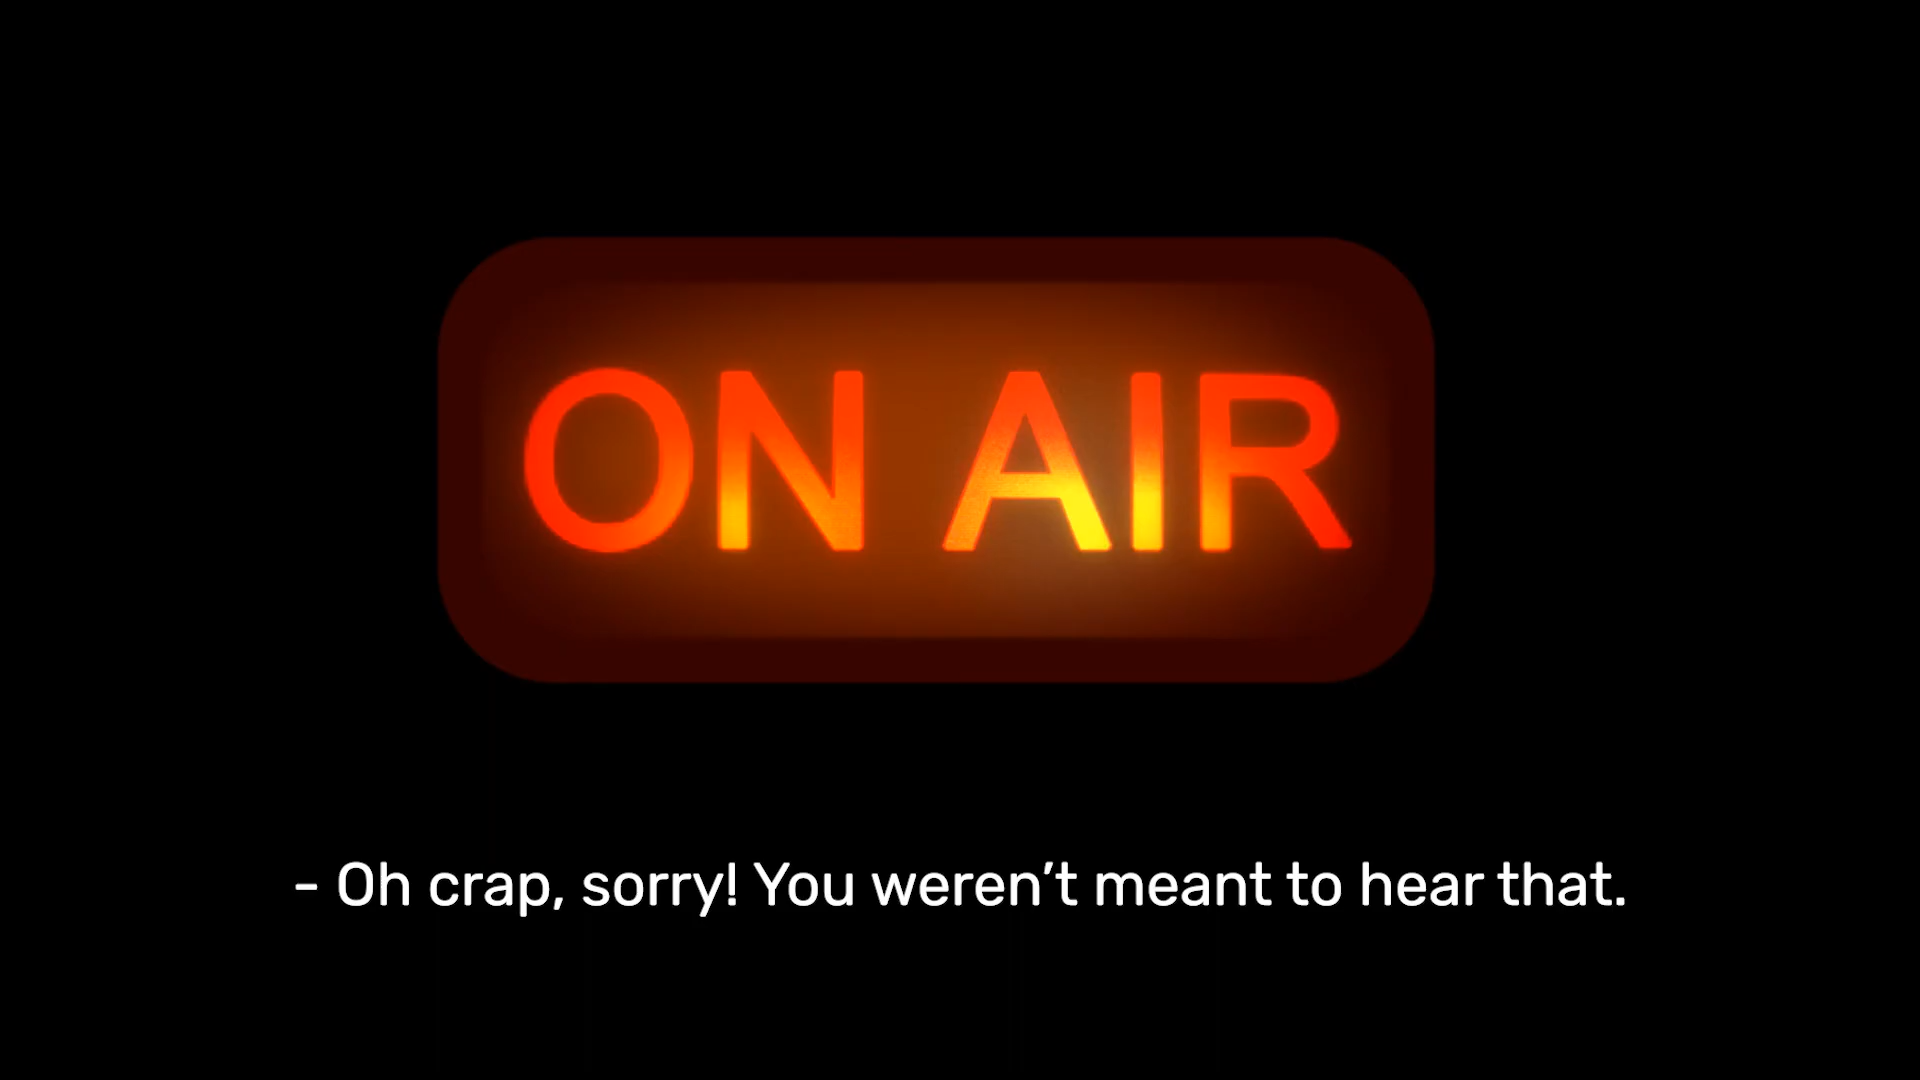 ON AIR
- Oh crap, sorry! You weren’t meant to hear that.